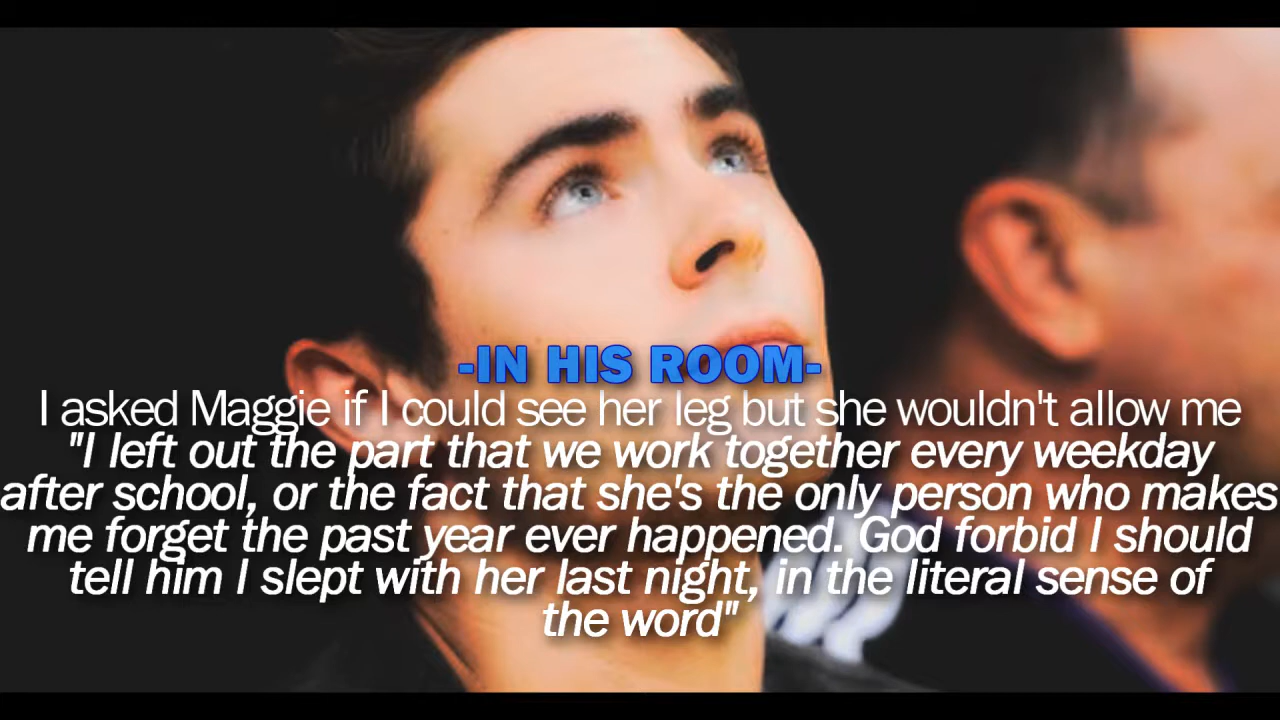 -IN HIS ROOM-
I asked Maggie if I could see her leg but she wouldn't allow me
"I left out the part that we work together every weekday
after school, or the fact that she's the only person who makes
me forget the past year ever happened. God forbid I should
tell him I slept with her last night, in the literal sense of
the word"